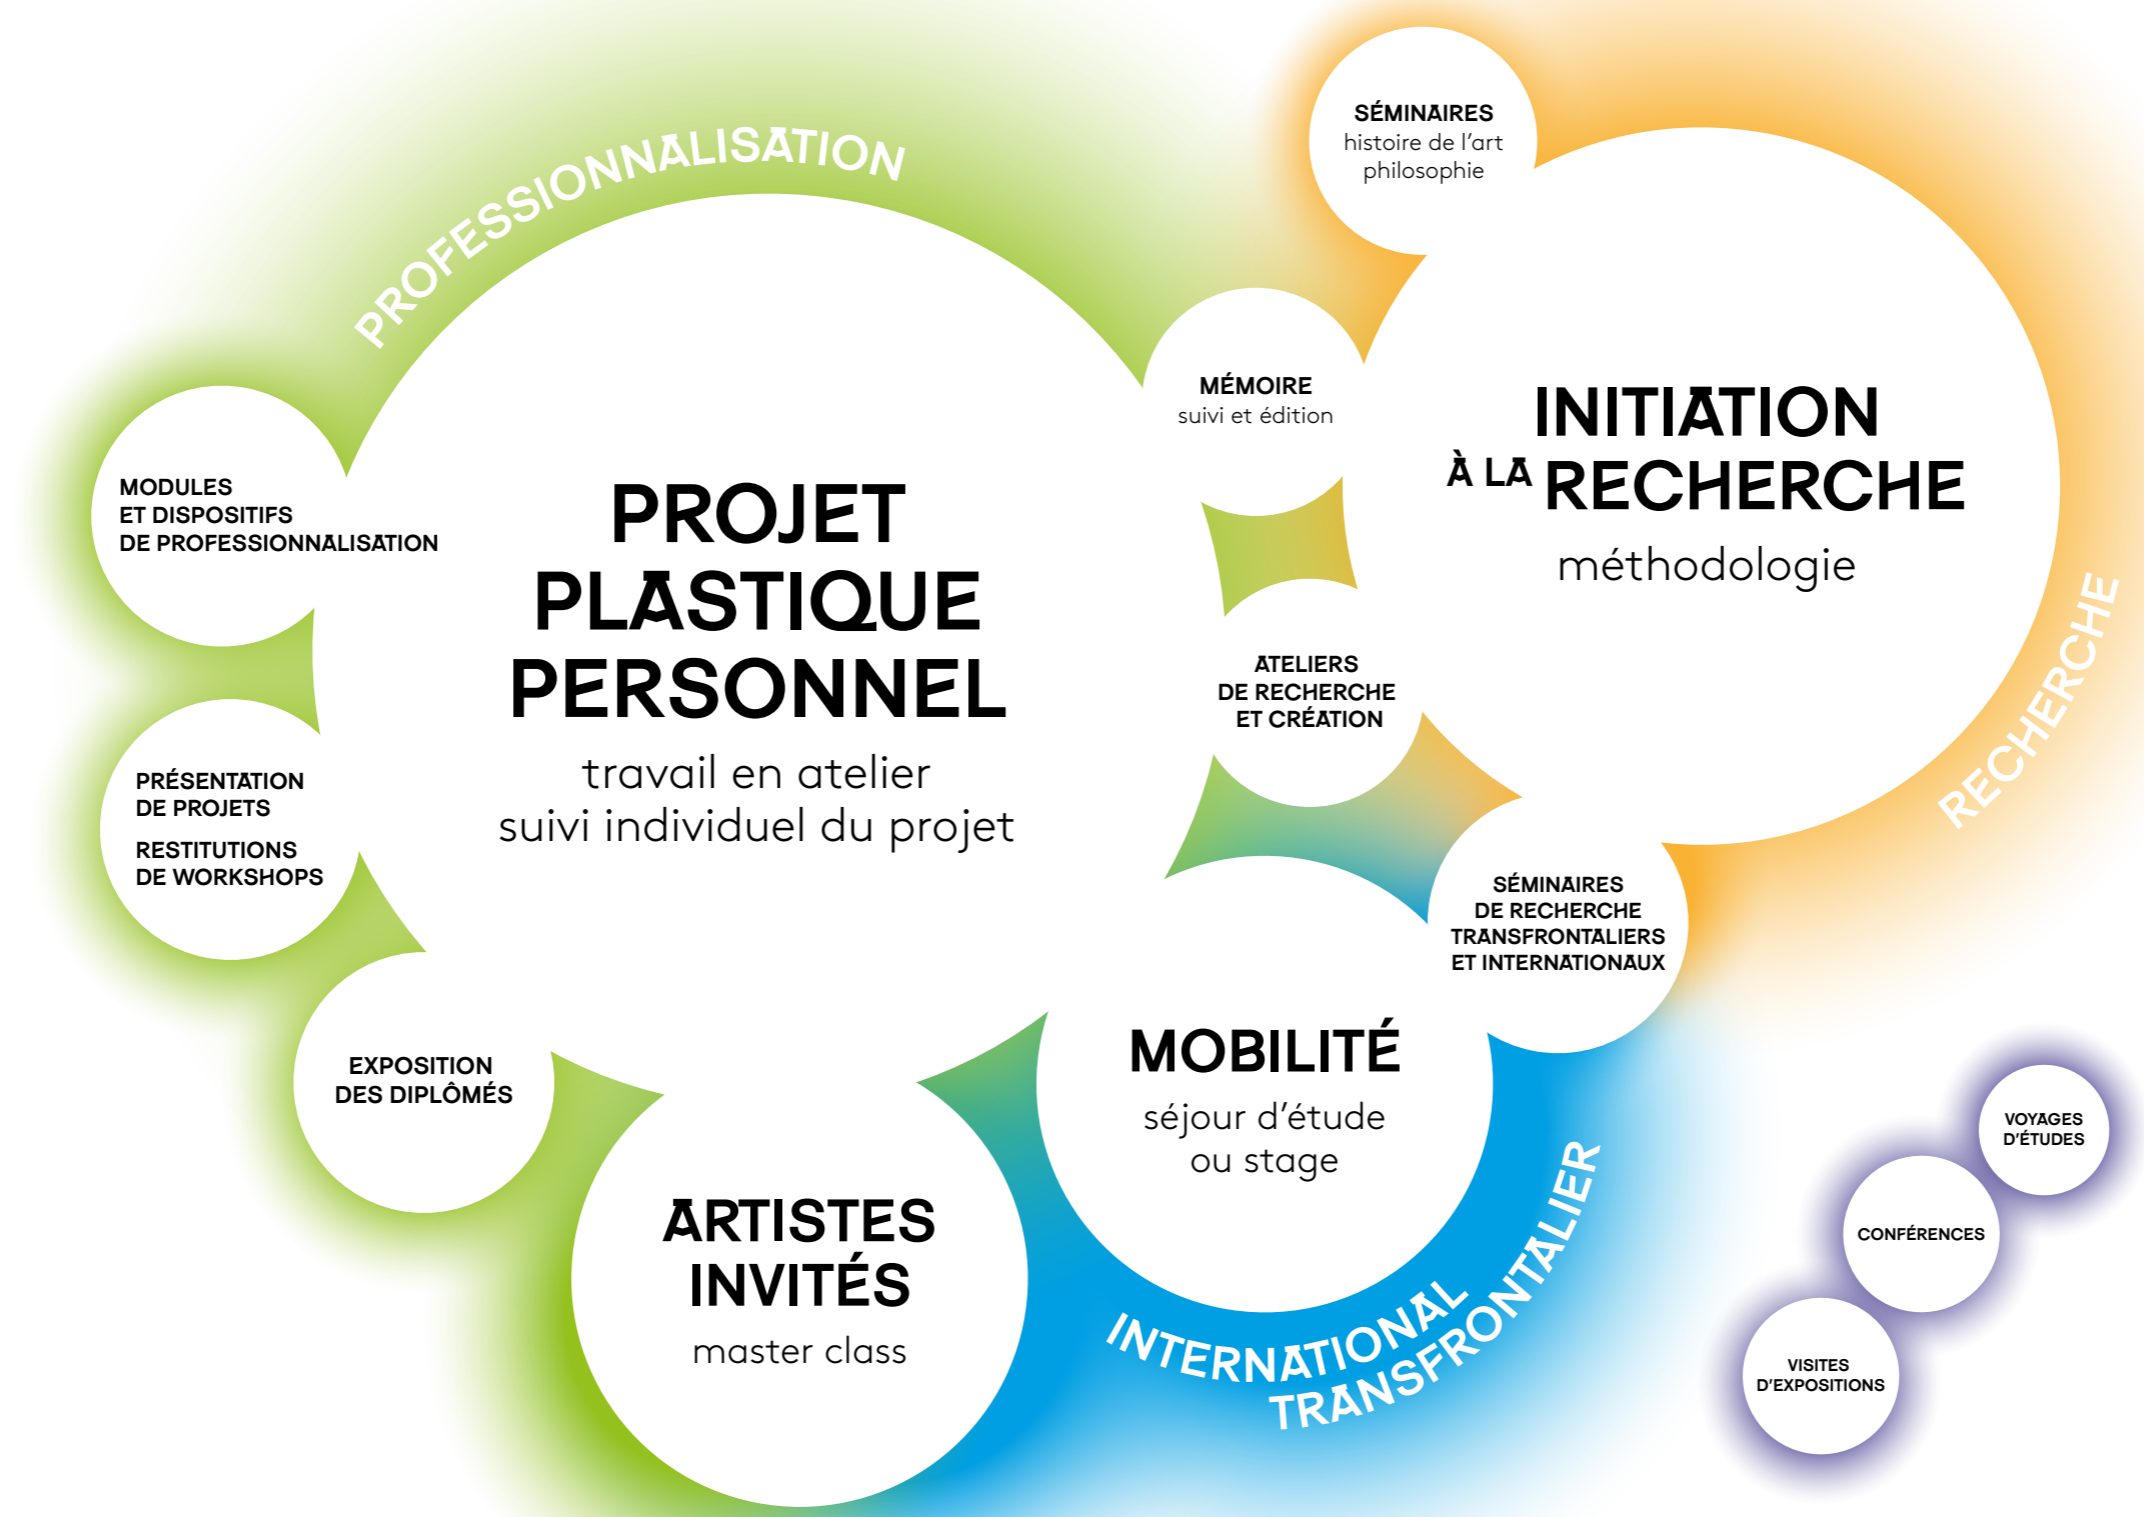 PROFESSIONNALISATION
MODULES
ET DISPOSITIFS
DE PROFESSIONNALISATION
PRÉSENTATION
DE PROJETS
RESTITUTIONS
DE WORKSHOPS
EXPOSITION
DES DIPLÔMÉS
PROJET
PLASTIQUE
PERSONNEL
travail en atelier
suivi individuel du projet
ARTISTES
INVITÉS
master class
MOBILITÉ
séjour d’étude
ou stage
INTERNATIONAL
TRANSFRONTALIER
MÉMOIRE
suivi et édition
ATELIERS
DE RECHERCHE
ET CRÉATION
SÉMINAIRES
DE RECHERCHE
TRANSFRONTALIERS
ET INTERNATIONAUX
SÉMINAIRES
histoire de l’art
philosophie
INITIATION
À LA RECHERCHE
méthodologie
RECHERCHE
VOYAGES
D’ÉTUDES
CONFÉRENCES
VISITES
D’EXPOSITIONS